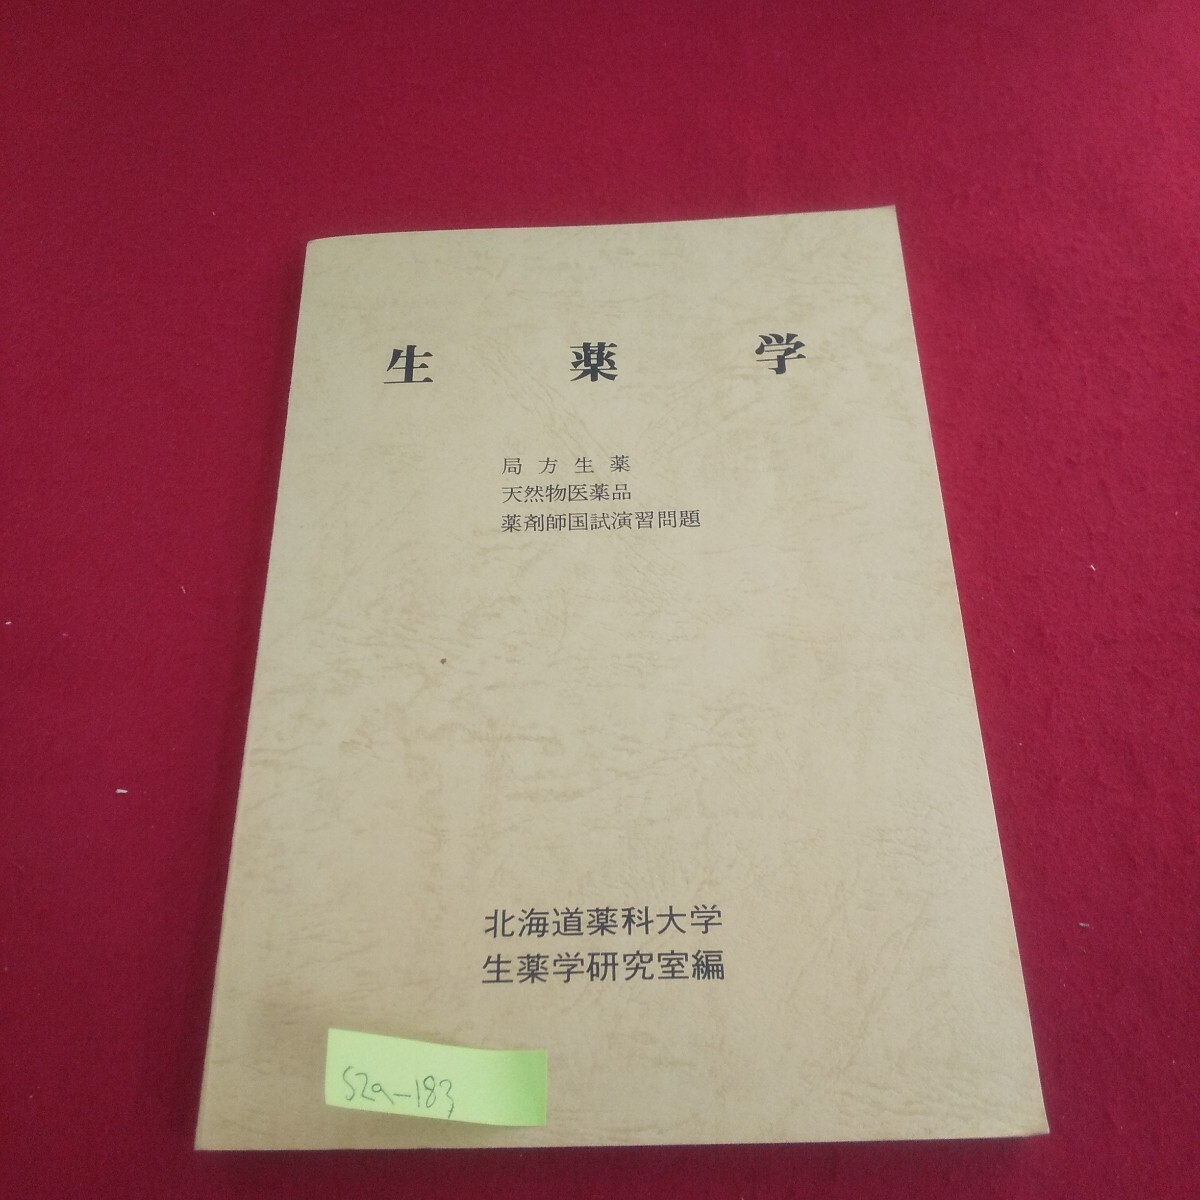 生薬学
局方生薬
天然物医薬品
薬剤師国試演習問題
北海道薬科大学
生薬学研究室編
S2a-183